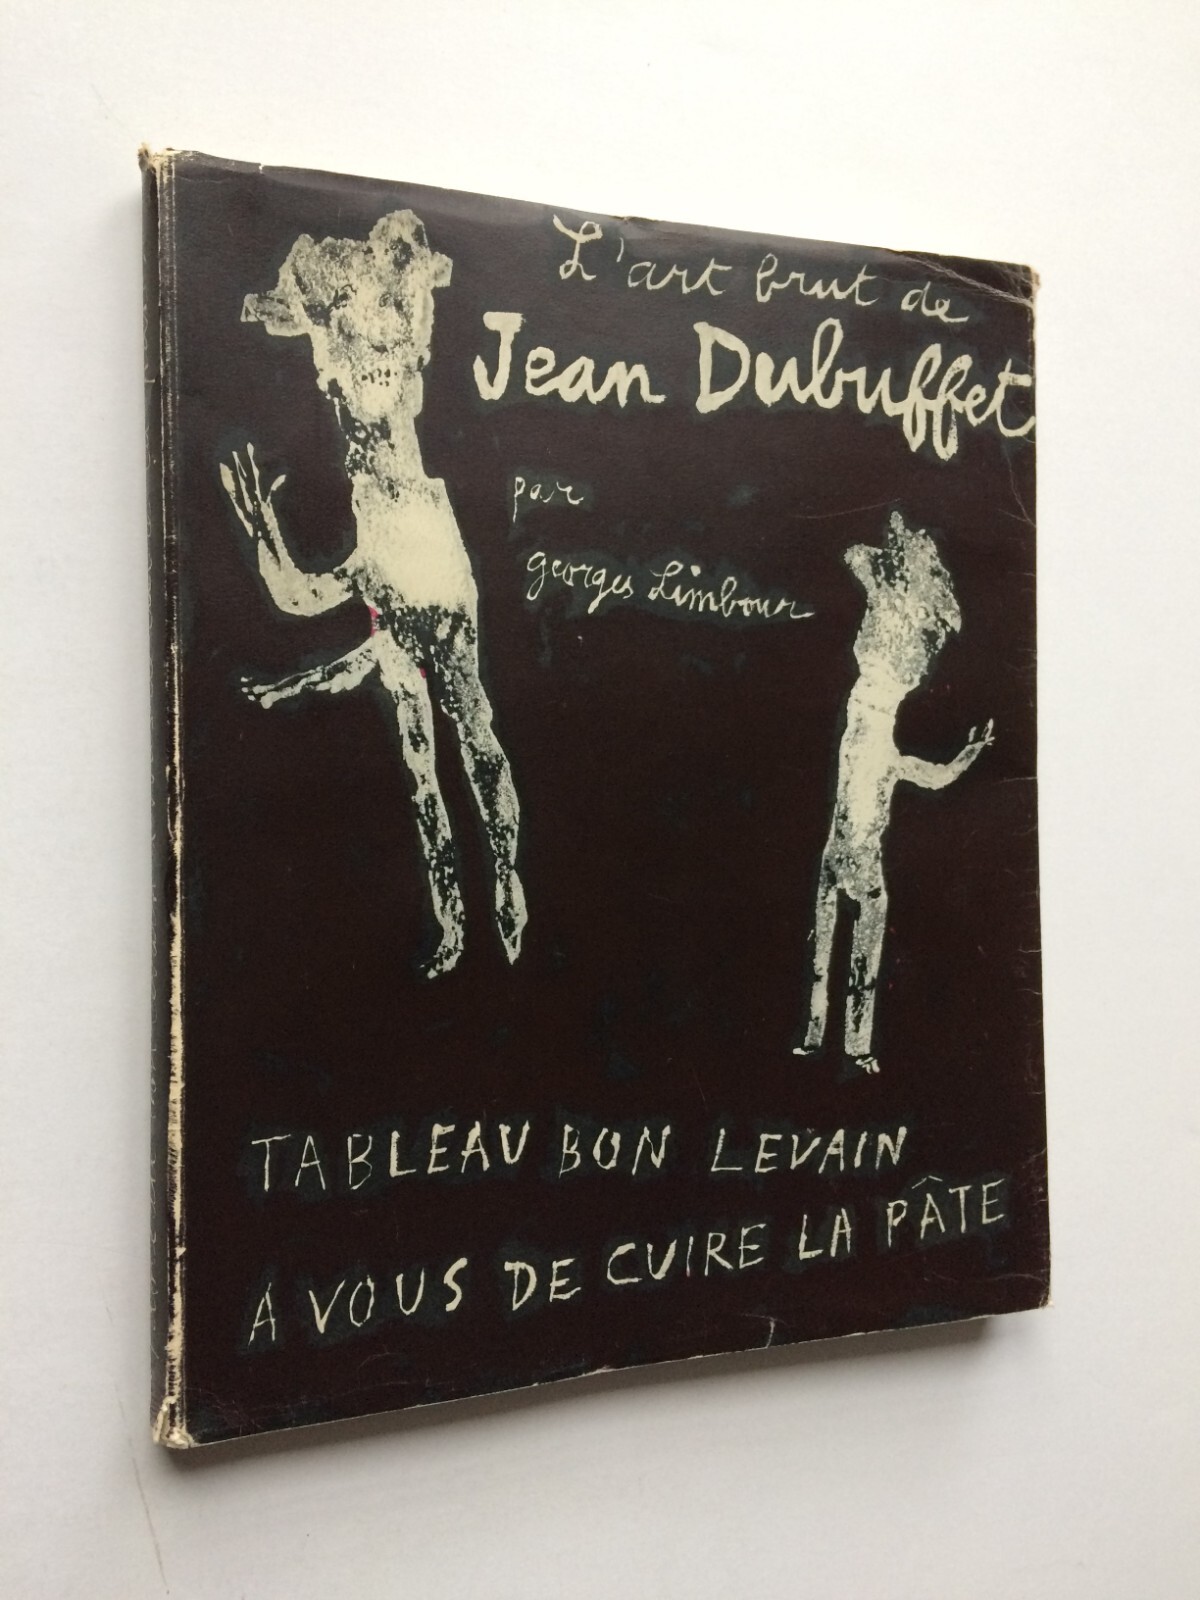 L'art brut de
Jean Dubuffet
par
georges Limbour
TABLEAU BON LEVAIN
A VOUS DE CUIRE LA PÂTE